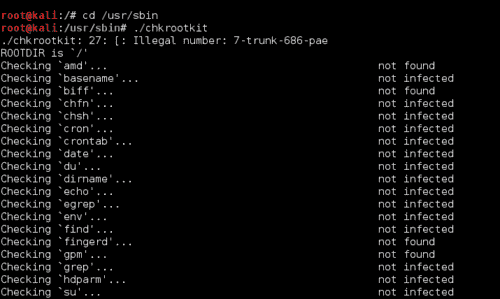 root@kali:/# cd /usr/sbin
root@kali:/usr/sbin# ./chkrootkit
./chkrootkit: 27: [: Illegal number: 7-trunk-686-pae
ROOTDIR is `/'
Checking `amd'... not found
Checking `basename'... not infected
Checking `biff'... not found
Checking `chfn'... not infected
Checking `chsh'... not infected
Checking `cron'... not infected
Checking `crontab'... not infected
Checking `date'... not infected
Checking `du'... not infected
Checking `dirname'... not infected
Checking `echo'... not infected
Checking `egrep'... not infected
Checking `env'... not infected
Checking `find'... not infected
Checking `fingerd'... not found
Checking `gpm'... not found
Checking `grep'... not infected
Checking `hdparm'... not infected
Checking `su'... not infected